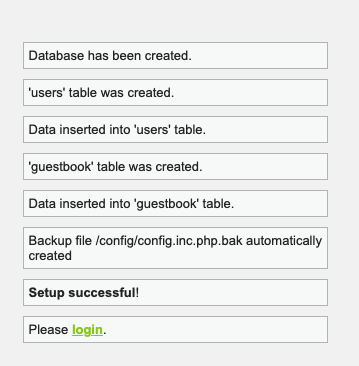 Database has been created.
'users' table was created.
Data inserted into 'users' table.
'guestbook' table was created.
Data inserted into 'guestbook' table.
Backup file /config/config.inc.php.bak automatically
created
Setup successful!
Please login.